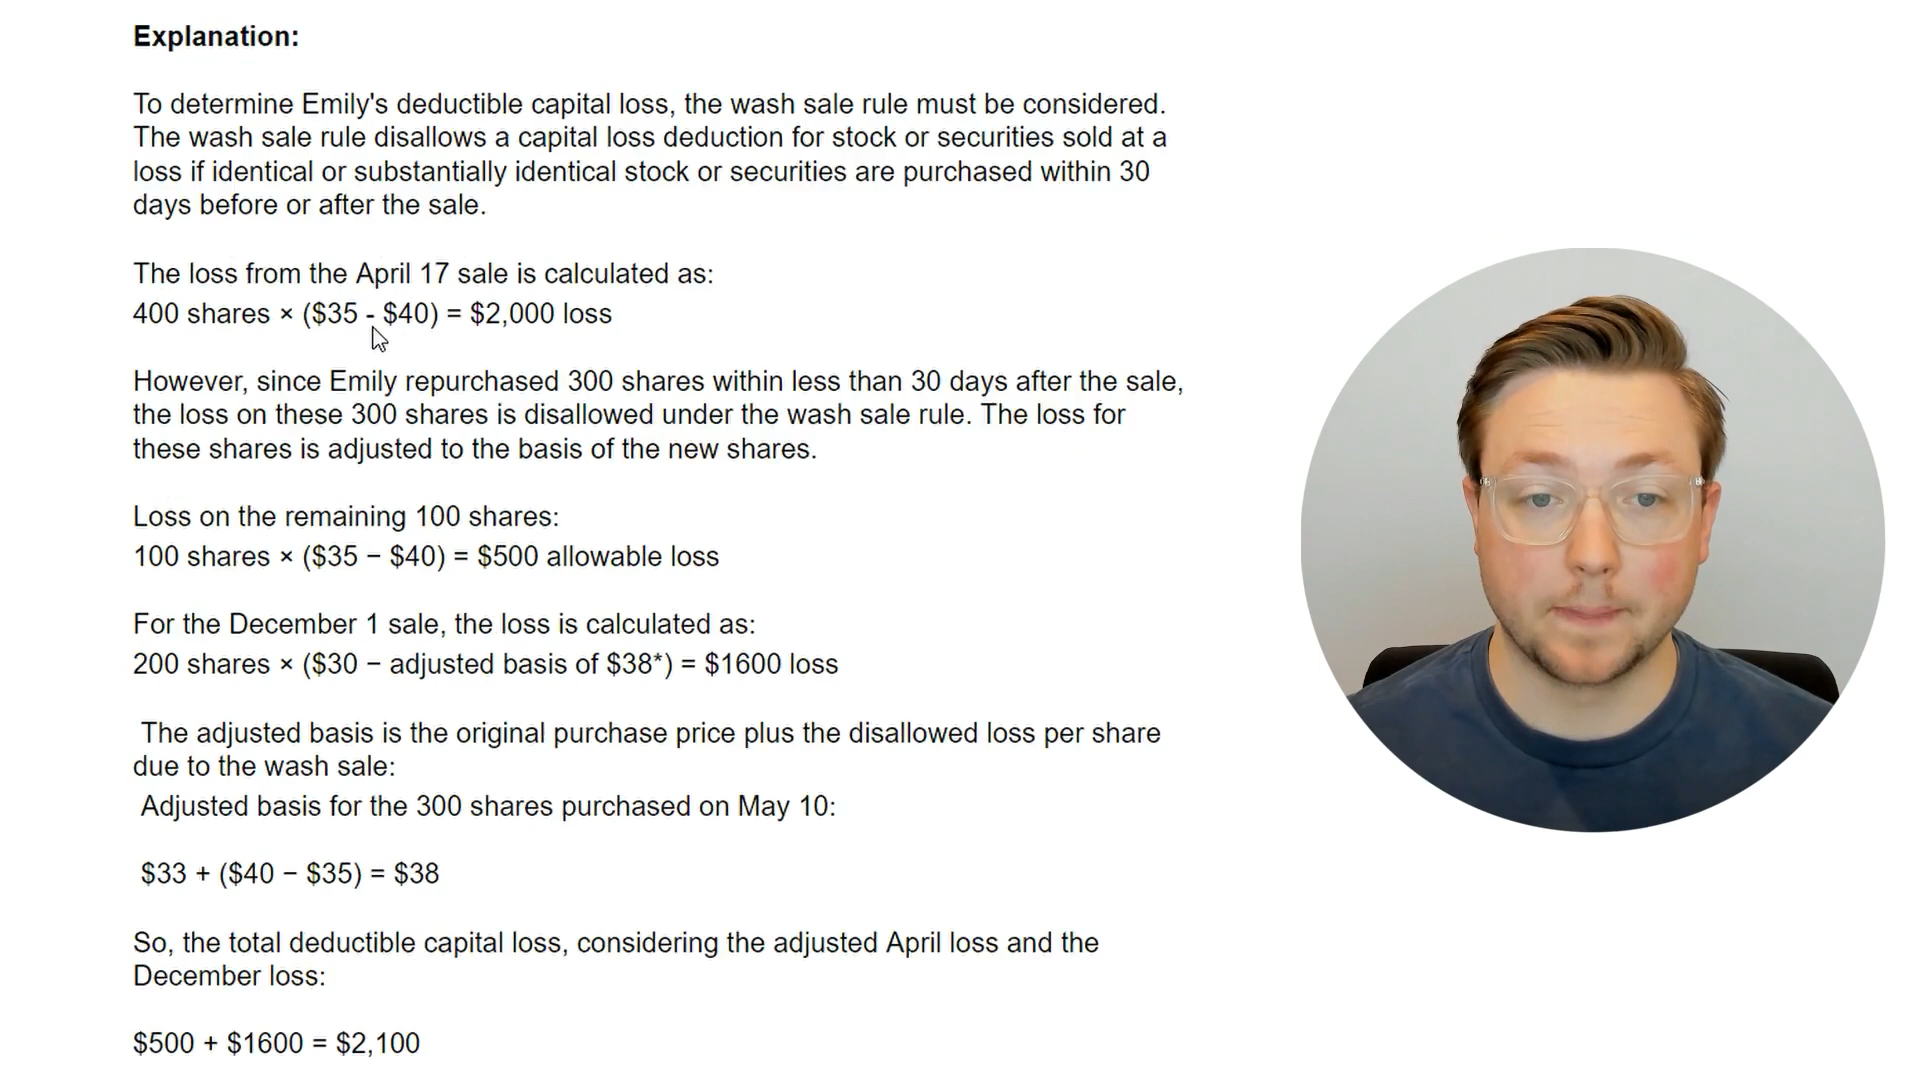 Explanation:
To determine Emily's deductible capital loss, the wash sale rule must be considered.
The wash sale rule disallows a capital loss deduction for stock or securities sold at a
loss if identical or substantially identical stock or securities are purchased within 30
days before or after the sale.
The loss from the April 17 sale is calculated as:
400 shares × ($35 - $40) = $2,000 loss
However, since Emily repurchased 300 shares within less than 30 days after the sale,
the loss on these 300 shares is disallowed under the wash sale rule. The loss for
these shares is adjusted to the basis of the new shares.
Loss on the remaining 100 shares:
100 shares × ($35 − $40) = $500 allowable loss
For the December 1 sale, the loss is calculated as:
200 shares × ($30 − adjusted basis of $38*) = $1600 loss
The adjusted basis is the original purchase price plus the disallowed loss per share
due to the wash sale:
Adjusted basis for the 300 shares purchased on May 10:
$33 + ($40 − $35) = $38
So, the total deductible capital loss, considering the adjusted April loss and the
December loss:
$500 + $1600 = $2,100